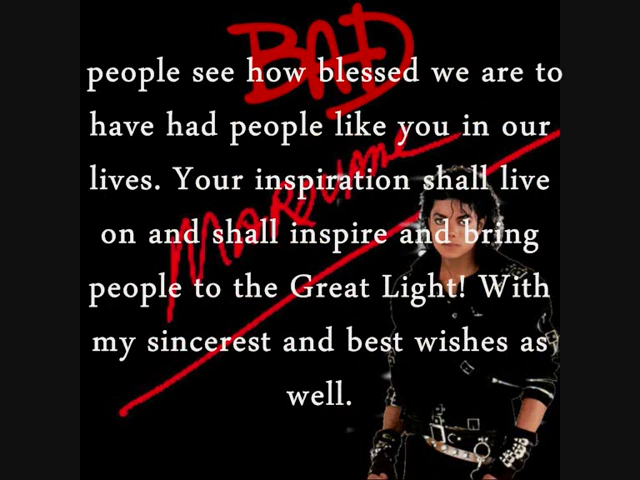 BAD
people see how blessed we are to
have had people like you in our
lives. Your inspiration shall live
on and shall inspire and bring
people to the Great Light! With
my sincerest and best wishes as
well.